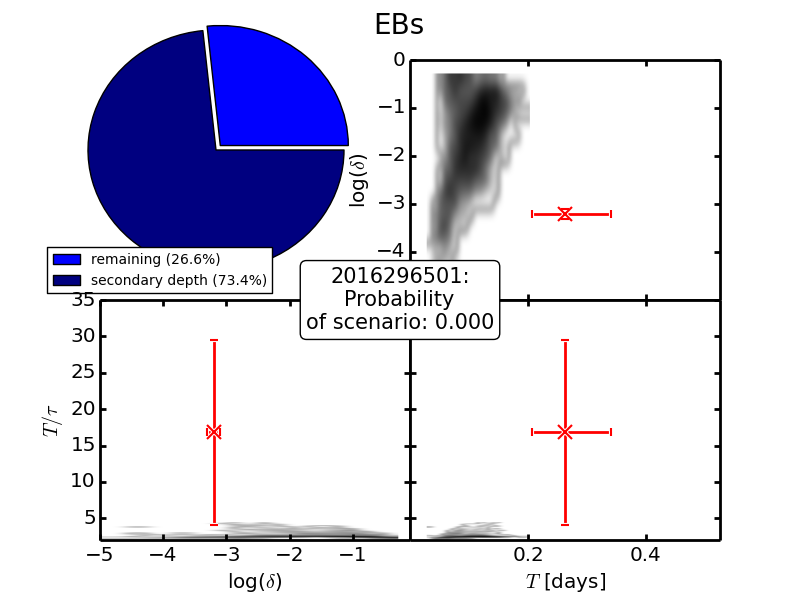 EBs
0
−1
−2
−3
−4
log(δ)
remaining (26.6%)
secondary depth (73.4%)
2016296501:
Probability
of scenario: 0.000
35
30
25
20
15
10
5
T/τ
−5 −4 −3 −2 −1
log(δ)
0.2 0.4
T [days]